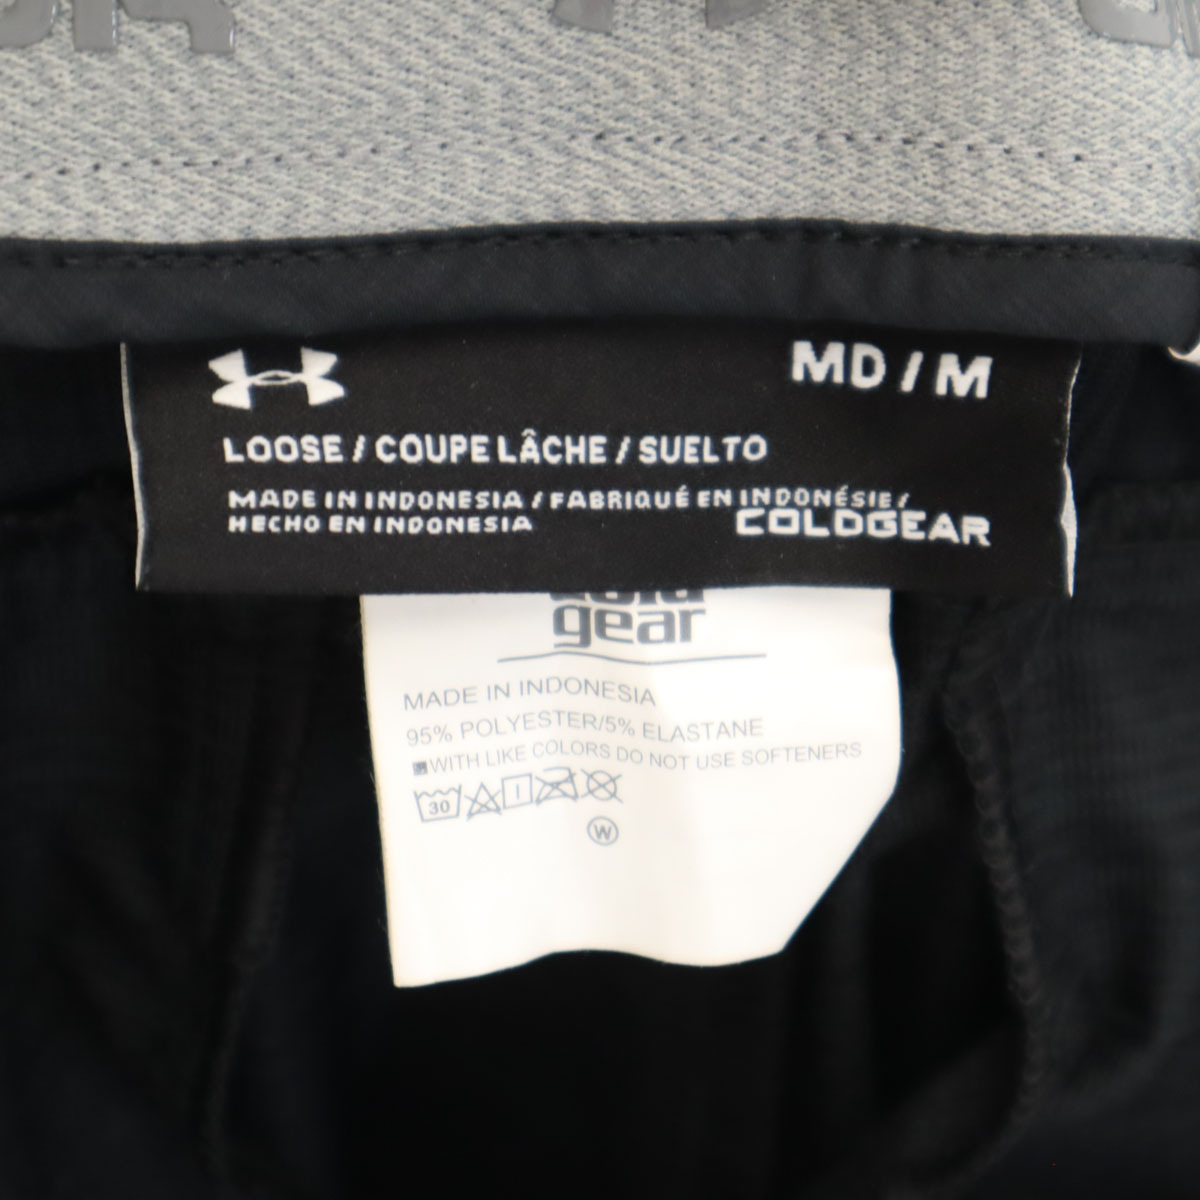 MD / M
LOOSE / COUPE LÂCHE / SUELTO
MADE IN INDONESIA / FABRIQUÉ EN INDONÉSIE /
HECHO EN INDONESIA
COLDGEAR
gear
MADE IN INDONESIA
95% POLYESTER/5% ELASTANE
WITH LIKE COLORS DO NOT USE SOFTENERS
30
W